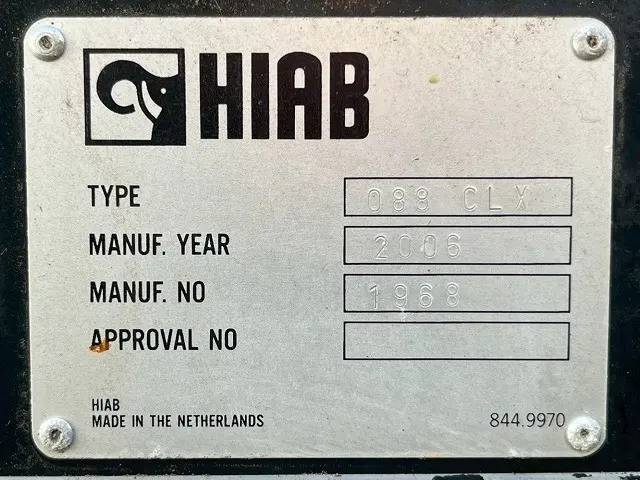 HIAB
TYPE 088 CLX
MANUF. YEAR 2006
MANUF. NO 1968
APPROVAL NO
HIAB
MADE IN THE NETHERLANDS 844.9970